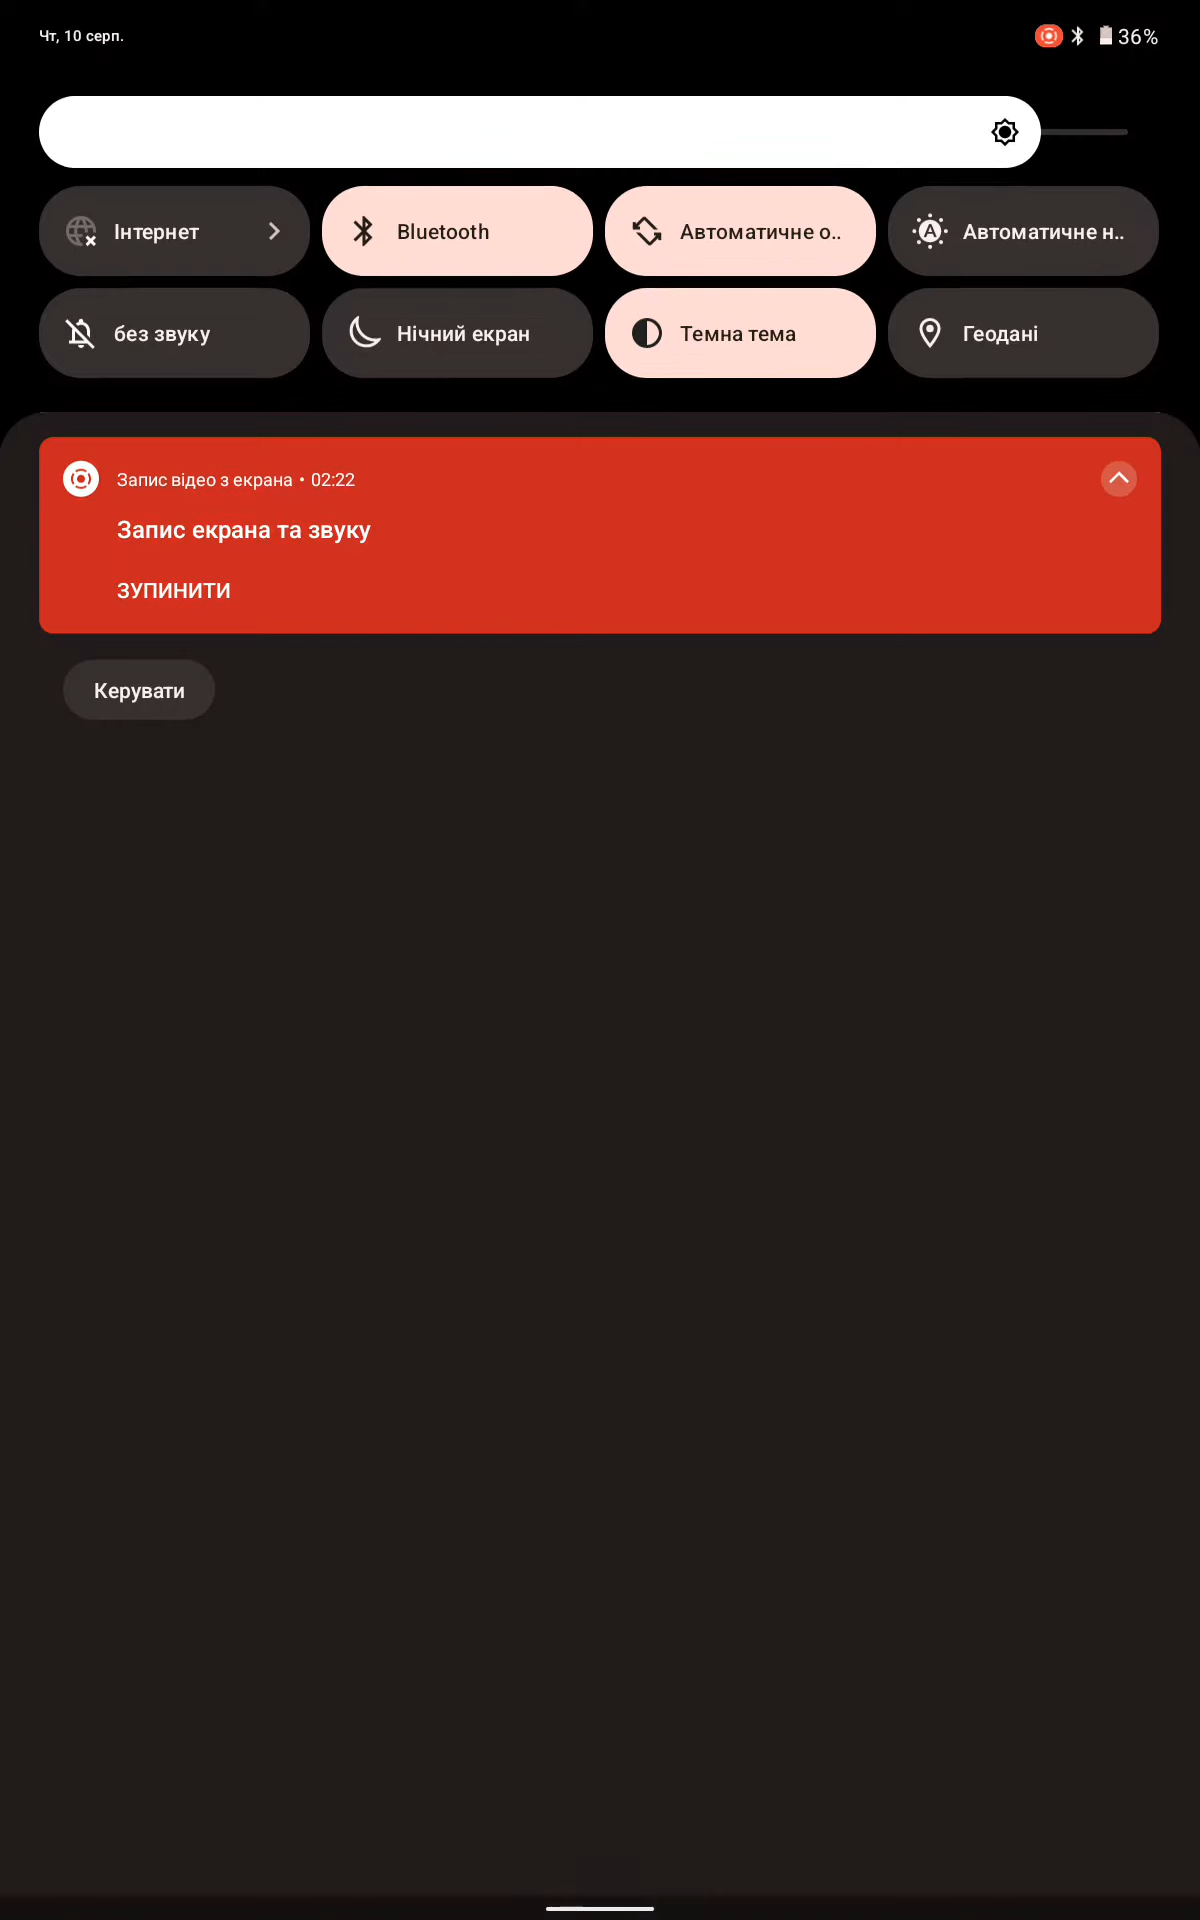 Чт, 10 серп.
36%
Інтернет
Bluetooth
Автоматичне о..
Автоматичне н..
без звуку
Нічний екран
Темна тема
Геодані
Запис відео з екрана • 02:22
Запис екрана та звуку
ЗУПИНИТИ
Керувати